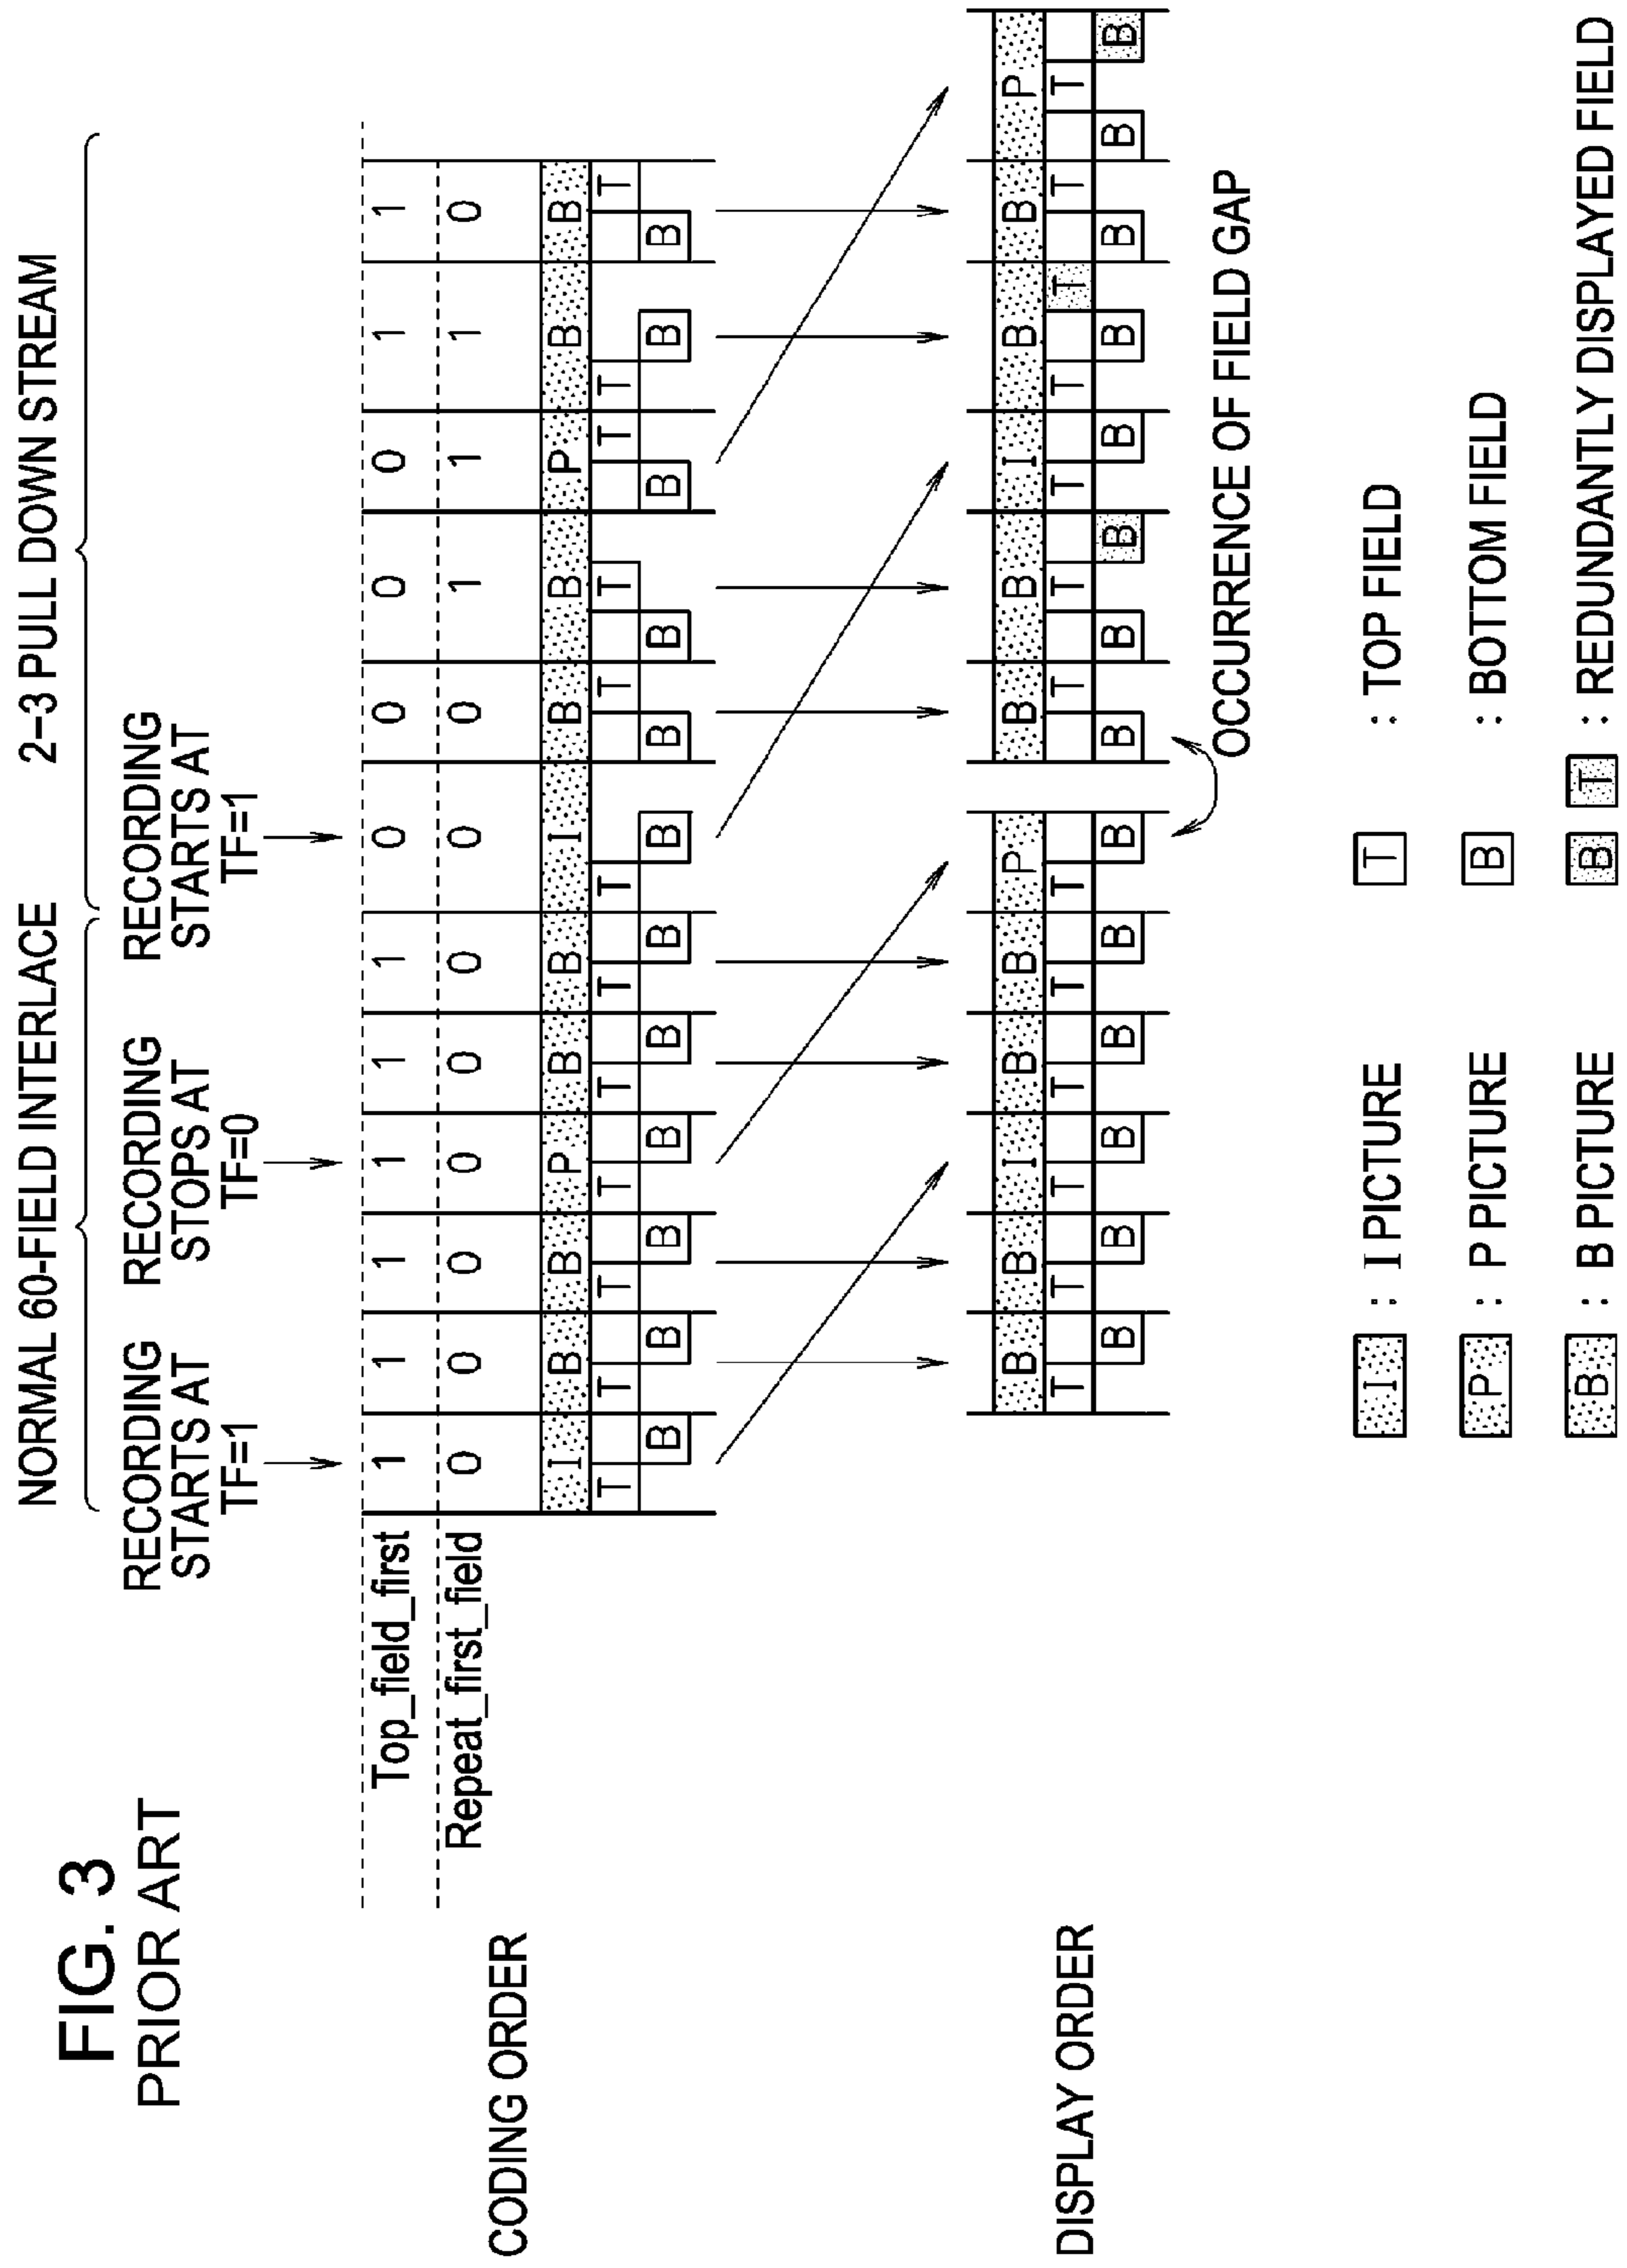 FIG. 3
PRIOR ART
NORMAL 60-FIELD INTERLACE 2-3 PULL DOWN STREAM
RECORDING STARTS AT TF=1
RECORDING STOPS AT TF=0
RECORDING STARTS AT TF=1
Top_field_first 1 1 1 1 1 1 0 0 0 0 1 1
Repeat_first_field 0 0 0 0 0 0 0 0 1 1 1 0
CODING ORDER
I B B P B B I B B P B B
T T T T T T T T T T T T
B B B B B B B B B B B B
DISPLAY ORDER
B B I B B P B B I B B P
T T T T T T T T T T T T T
B B B B B B B B B B B B B B
OCCURRENCE OF FIELD GAP
I : I PICTURE T : TOP FIELD
P : P PICTURE B : BOTTOM FIELD
B : B PICTURE B T : REDUNDANTLY DISPLAYED FIELD